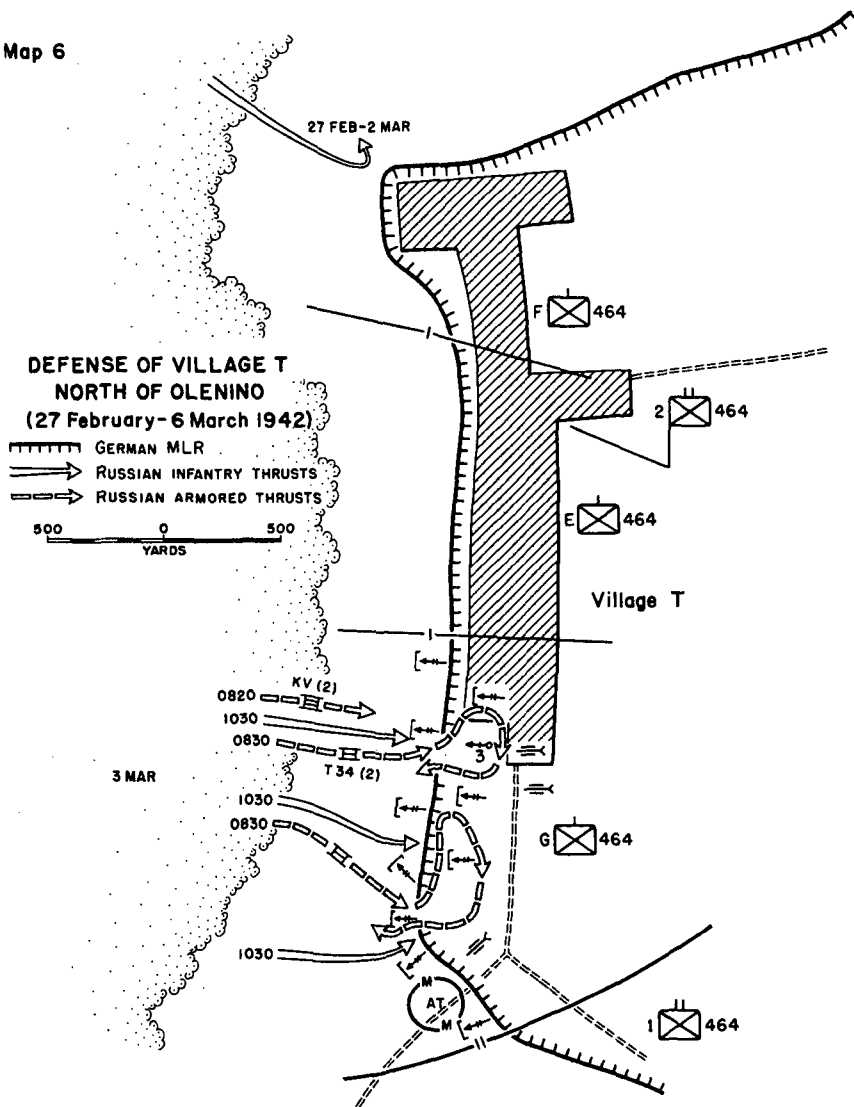 Map 6
27 FEB-2 MAR
F 464
DEFENSE OF VILLAGE T
NORTH OF OLENINO
(27 February-6 March 1942)
GERMAN MLR
RUSSIAN INFANTRY THRUSTS
RUSSIAN ARMORED THRUSTS
500 0 500
YARDS
2 464
E 464
Village T
KV (2)
0820
1030
0830
T34 (2)
3
3 MAR
1030
0830
G 464
1030
M
AT
M
1 464